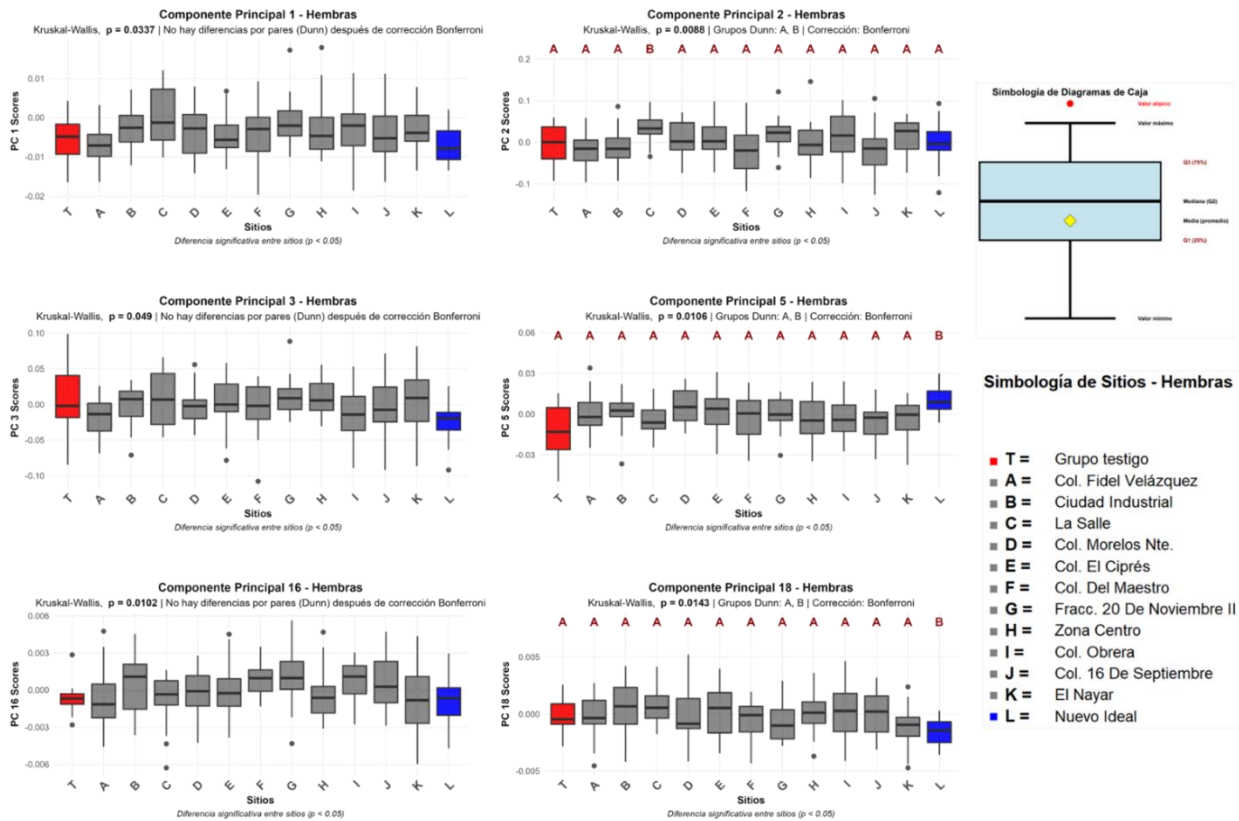 Componente Principal 1 - Hembras
Kruskal-Wallis, p = 0.0337 | No hay diferencias por pares (Dunn) después de corrección Bonferroni
PC 1 Scores
0.01
0.00
-0.01
-0.02
T A B C D E F G H I J K L
Sitios
Diferencia significativa entre sitios (p < 0.05)
Componente Principal 2 - Hembras
Kruskal-Wallis, p = 0.0088 | Grupos Dunn: A, B | Corrección: Bonferroni
A A A B A A A A A A A A A
PC 2 Scores
0.2
0.1
0.0
-0.1
T A B C D E F G H I J K L
Sitios
Diferencia significativa entre sitios (p < 0.05)
Simbología de Diagramas de Caja
Valor atípico
Valor máximo
Q3 (75%)
Mediana (Q2)
Media (promedio)
Q1 (25%)
Valor mínimo
Componente Principal 3 - Hembras
Kruskal-Wallis, p = 0.049 | No hay diferencias por pares (Dunn) después de corrección Bonferroni
PC 3 Scores
0.10
0.05
0.00
-0.05
-0.10
T A B C D E F G H I J K L
Sitios
Diferencia significativa entre sitios (p < 0.05)
Componente Principal 5 - Hembras
Kruskal-Wallis, p = 0.0106 | Grupos Dunn: A, B | Corrección: Bonferroni
A A A A A A A A A A A A B
PC 5 Scores
0.06
0.03
0.00
-0.03
T A B C D E F G H I J K L
Sitios
Diferencia significativa entre sitios (p < 0.05)
Componente Principal 16 - Hembras
Kruskal-Wallis, p = 0.0102 | No hay diferencias por pares (Dunn) después de corrección Bonferroni
PC 16 Scores
0.006
0.003
0.000
-0.003
-0.006
T A B C D E F G H I J K L
Sitios
Diferencia significativa entre sitios (p < 0.05)
Componente Principal 18 - Hembras
Kruskal-Wallis, p = 0.0143 | Grupos Dunn: A, B | Corrección: Bonferroni
A A A A A A A A A A A A B
PC 18 Scores
0.005
0.000
-0.005
T A B C D E F G H I J K L
Sitios
Diferencia significativa entre sitios (p < 0.05)
Simbología de Sitios - Hembras
T = Grupo testigo
A = Col. Fidel Velázquez
B = Ciudad Industrial
C = La Salle
D = Col. Morelos Nte.
E = Col. El Ciprés
F = Col. Del Maestro
G = Fracc. 20 De Noviembre II
H = Zona Centro
I = Col. Obrera
J = Col. 16 De Septiembre
K = El Nayar
L = Nuevo Ideal